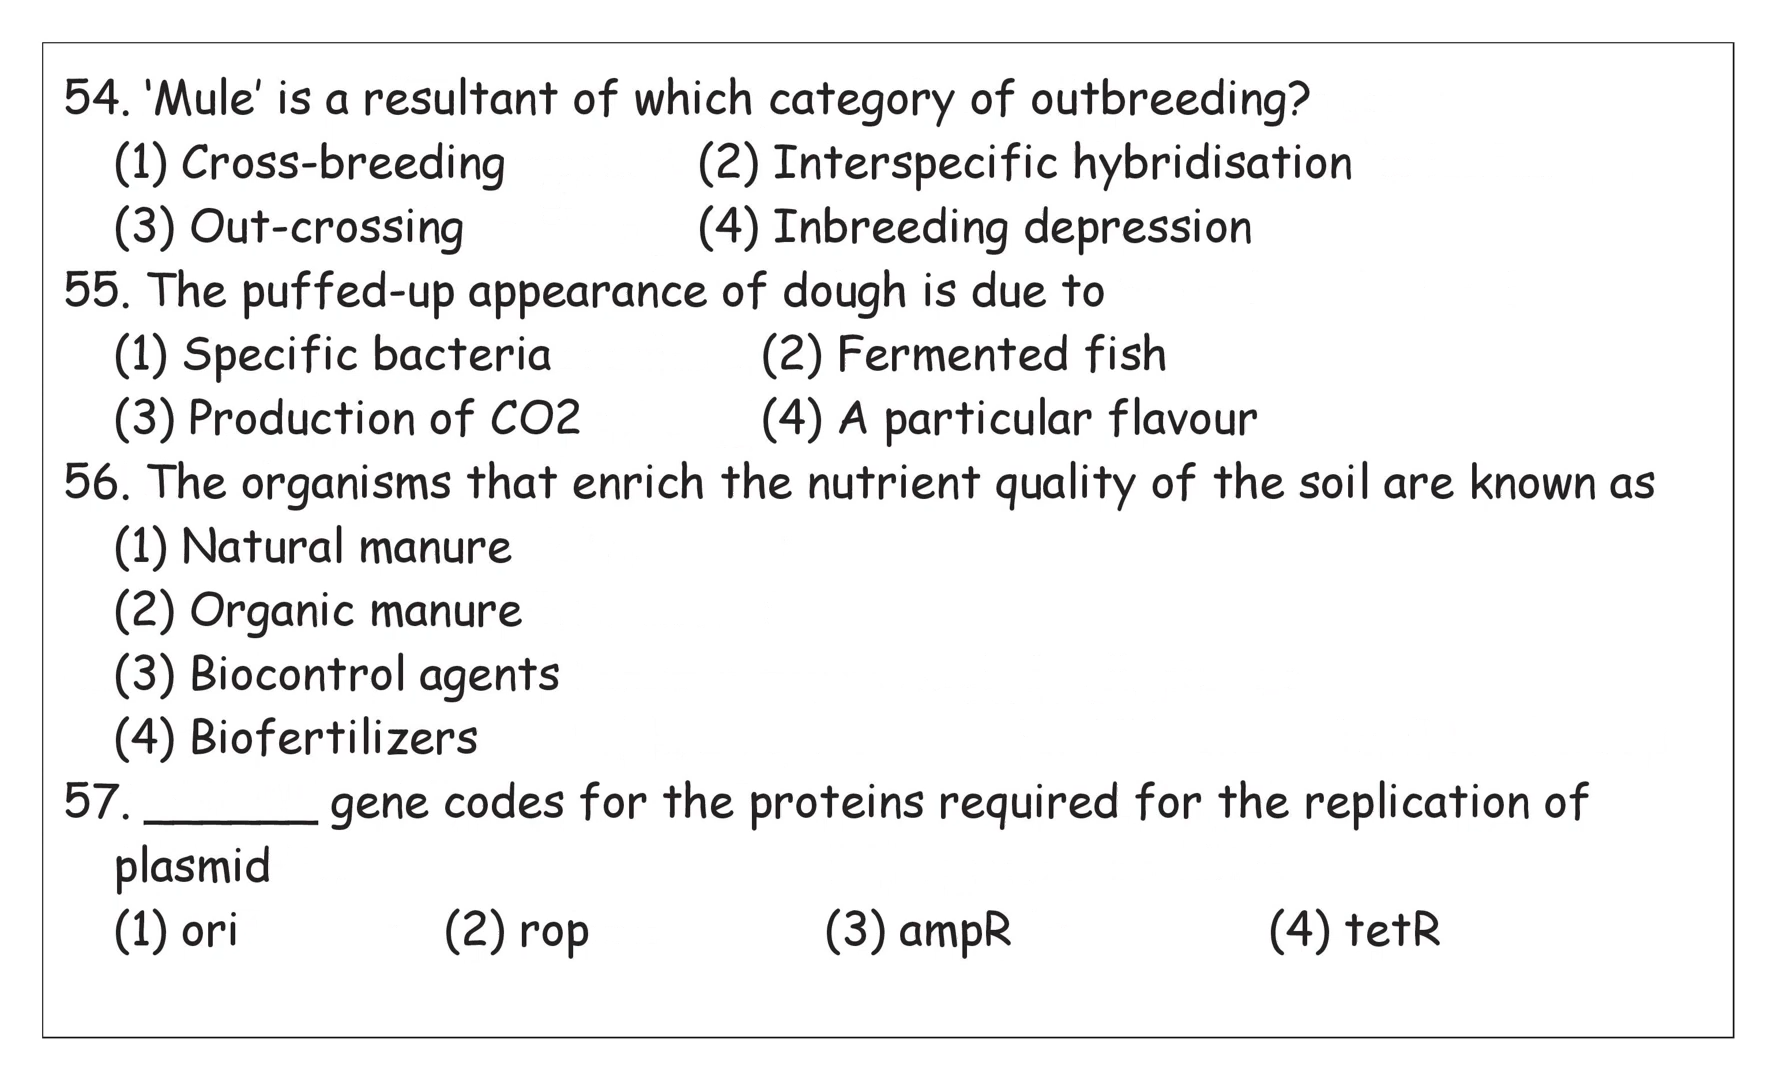 54. 'Mule' is a resultant of which category of outbreeding?
(1) Cross-breeding (2) Interspecific hybridisation
(3) Out-crossing (4) Inbreeding depression
55. The puffed-up appearance of dough is due to
(1) Specific bacteria (2) Fermented fish
(3) Production of CO2 (4) A particular flavour
56. The organisms that enrich the nutrient quality of the soil are known as
(1) Natural manure
(2) Organic manure
(3) Biocontrol agents
(4) Biofertilizers
57. _______ gene codes for the proteins required for the replication of
plasmid
(1) ori (2) rop (3) ampR (4) tetR